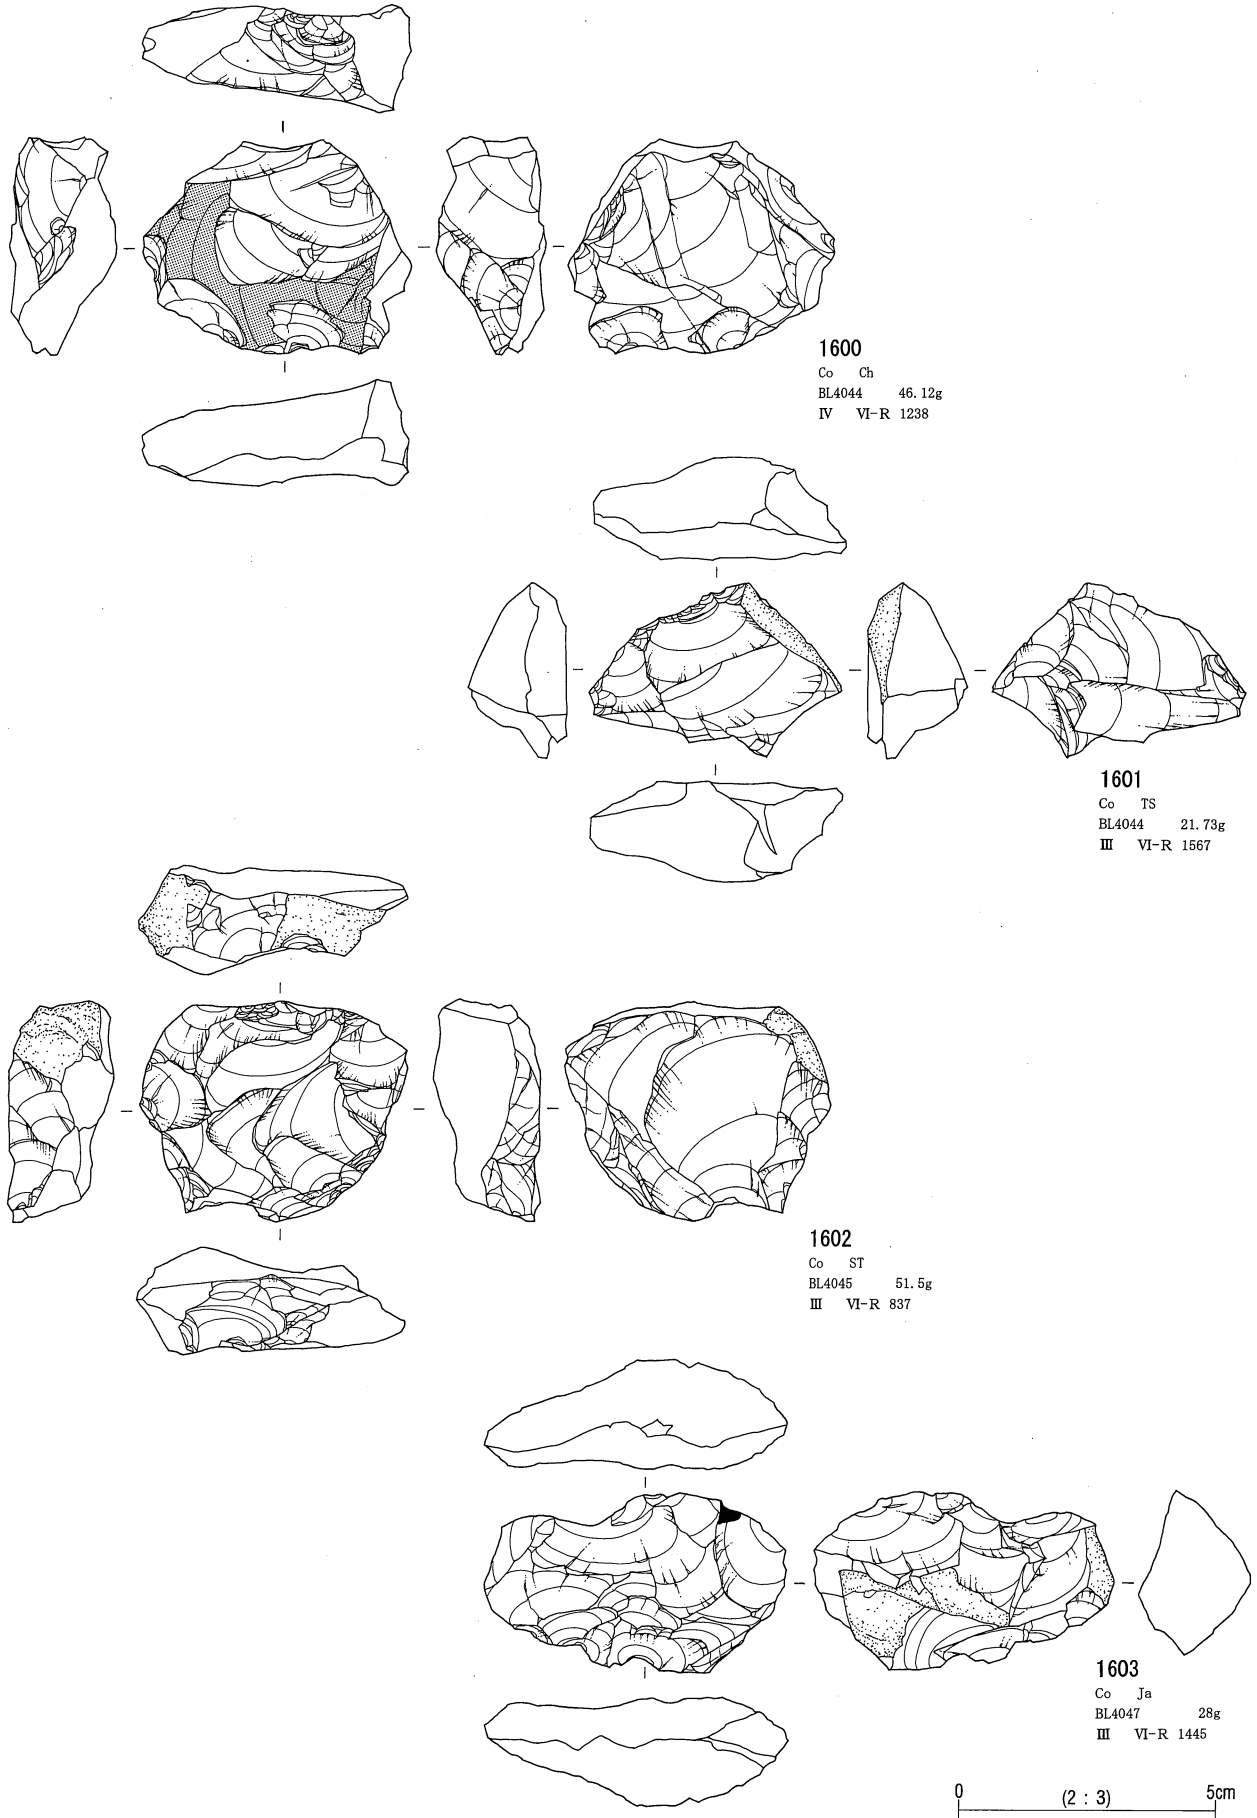 1600
Co Ch
BL4044 46.12g
Ⅳ Ⅵ-R 1238
1601
Co TS
BL4044 21.73g
Ⅲ Ⅵ-R 1567
1602
Co ST
BL4045 51.5g
Ⅲ Ⅵ-R 837
1603
Co Ja
BL4047 28g
Ⅲ Ⅵ-R 1445
0 (2:3) 5cm